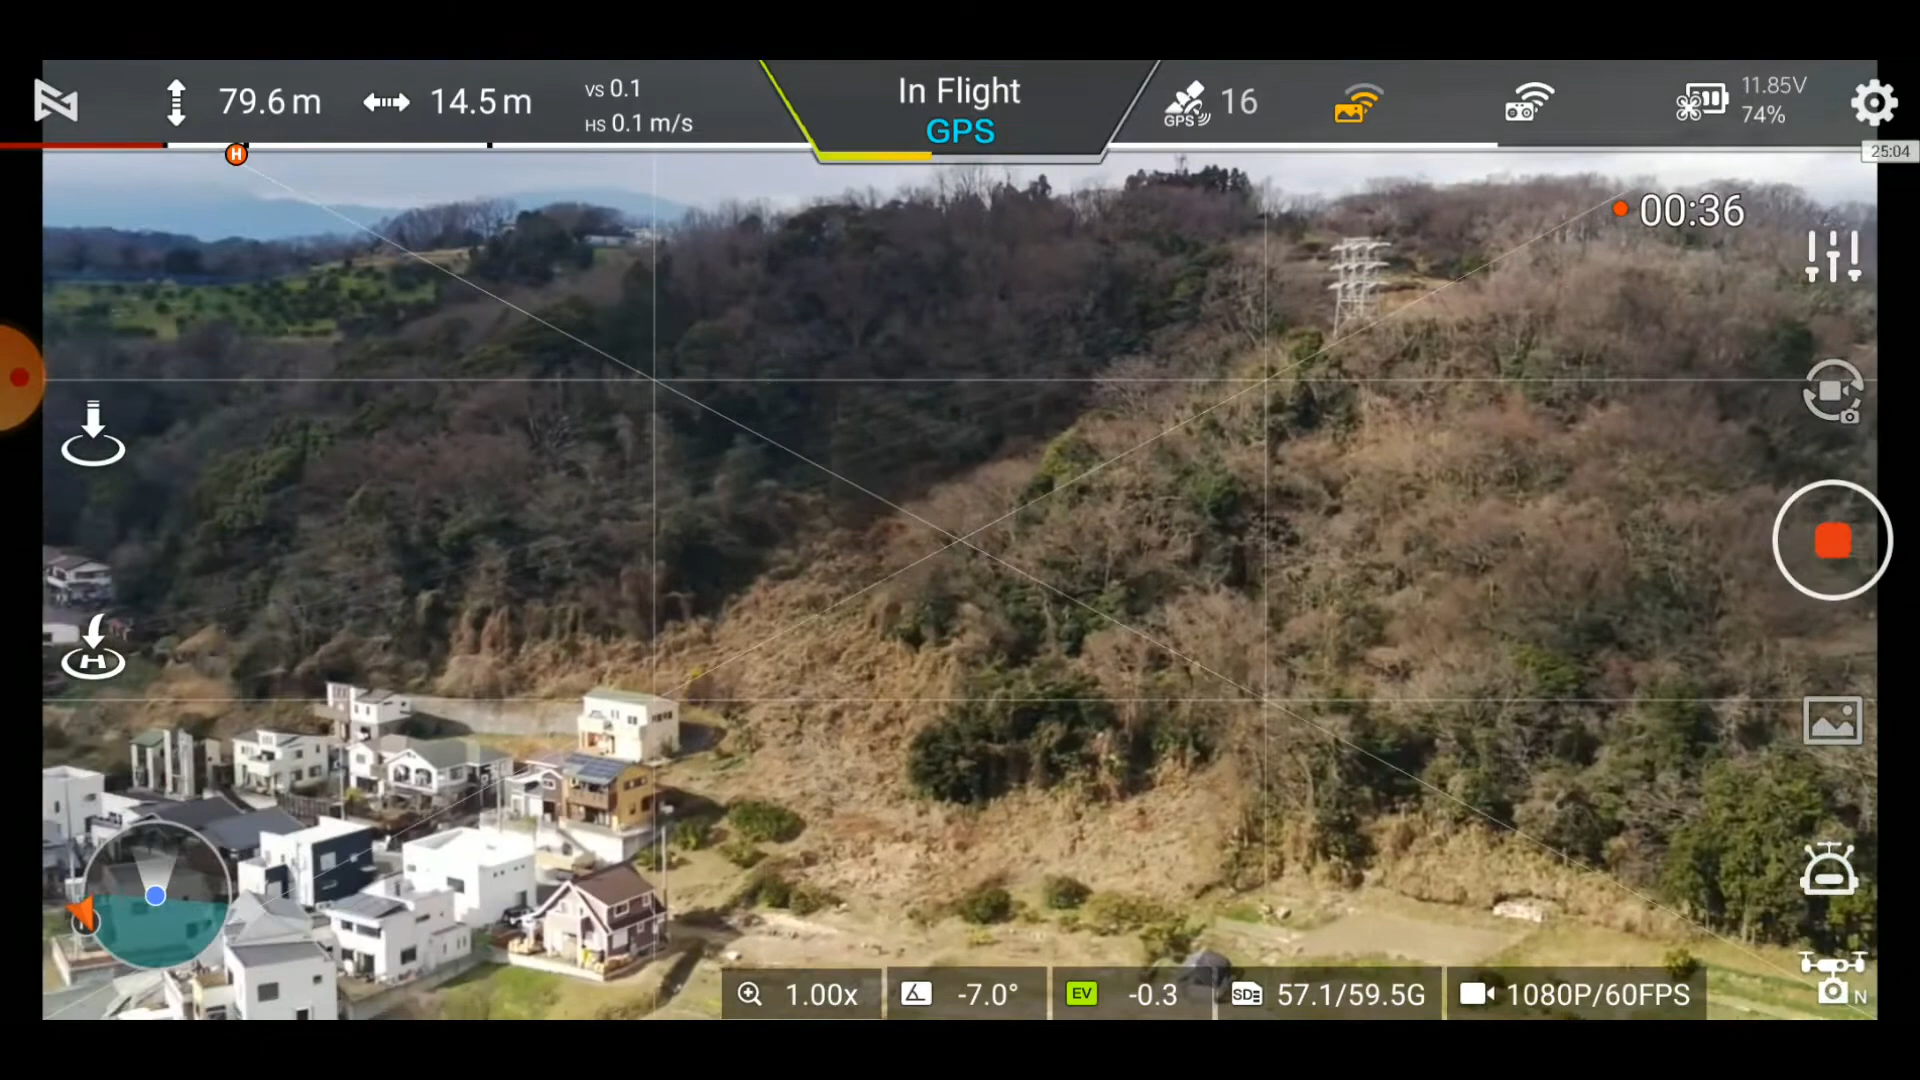 79.6 m
14.5 m
VS 0.1
HS 0.1 m/s
In Flight
GPS
GPS
16
11.85V
74%
25:04
H
00:36
H
1.00x
-7.0°
EV
-0.3
SD
57.1/59.5G
1080P/60FPS
N